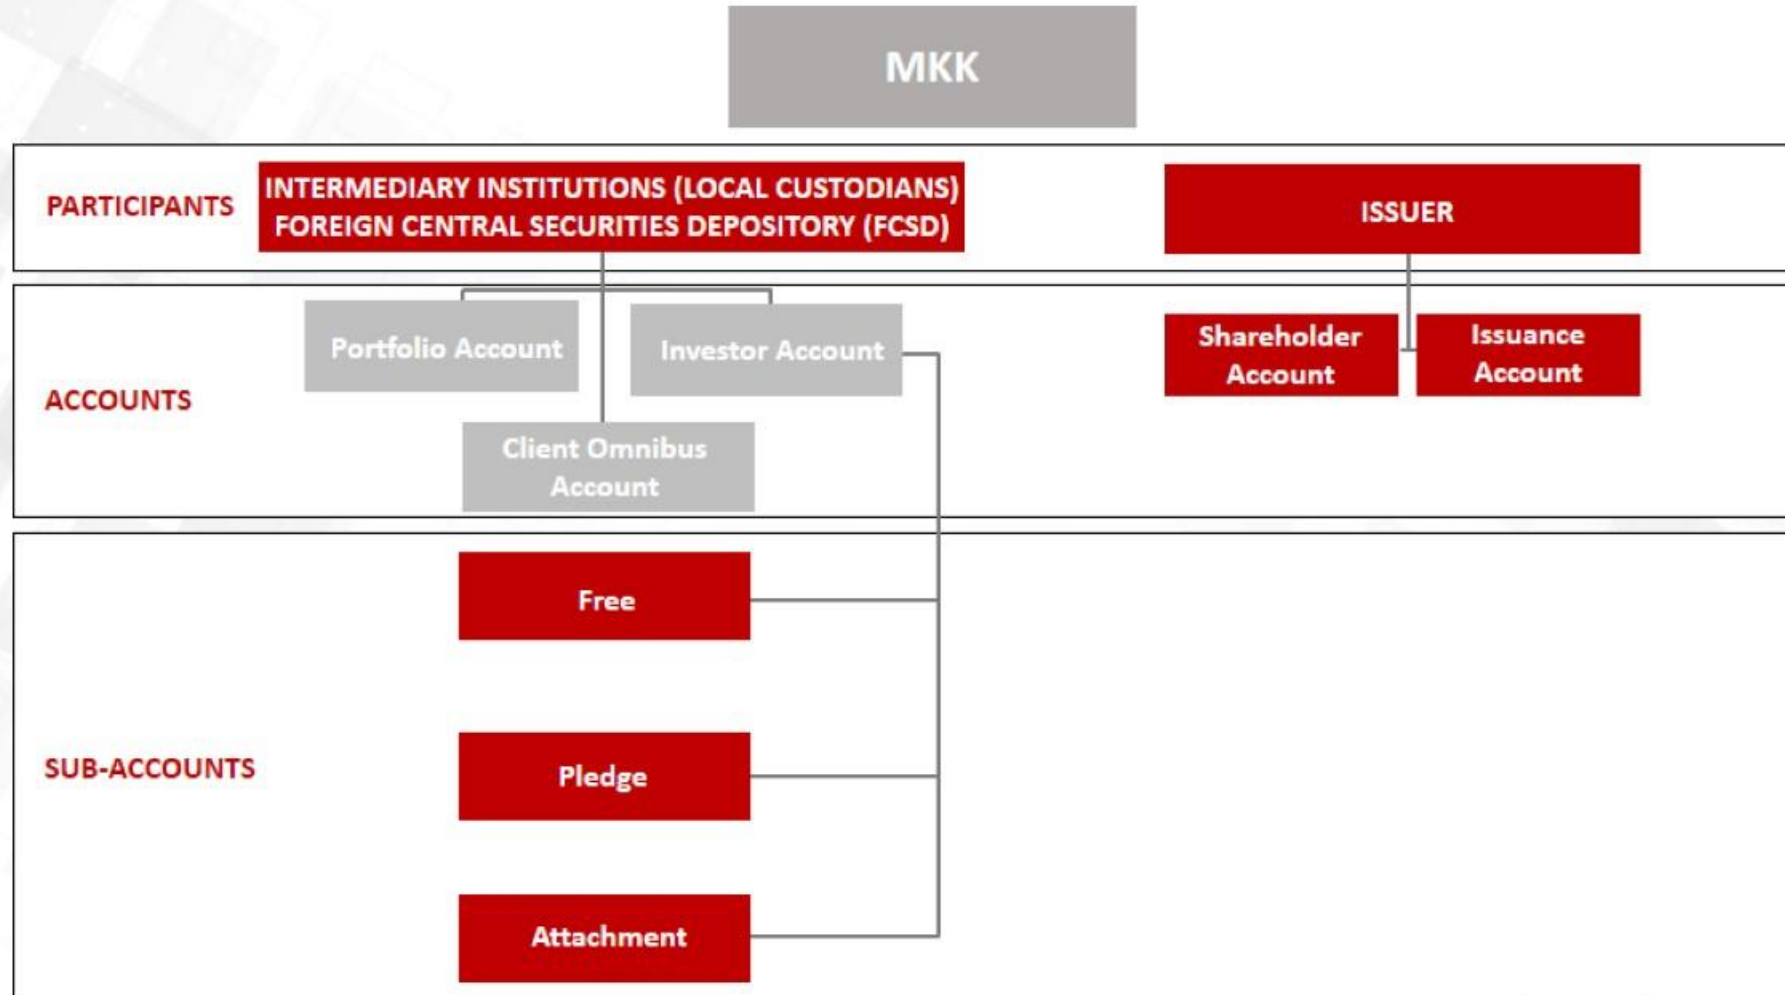 MKK
PARTICIPANTS
INTERMEDIARY INSTITUTIONS (LOCAL CUSTODIANS)
FOREIGN CENTRAL SECURITIES DEPOSITORY (FCSD)
ISSUER
ACCOUNTS
Portfolio Account
Investor Account
Client Omnibus
Account
Shareholder
Account
Issuance
Account
SUB-ACCOUNTS
Free
Pledge
Attachment